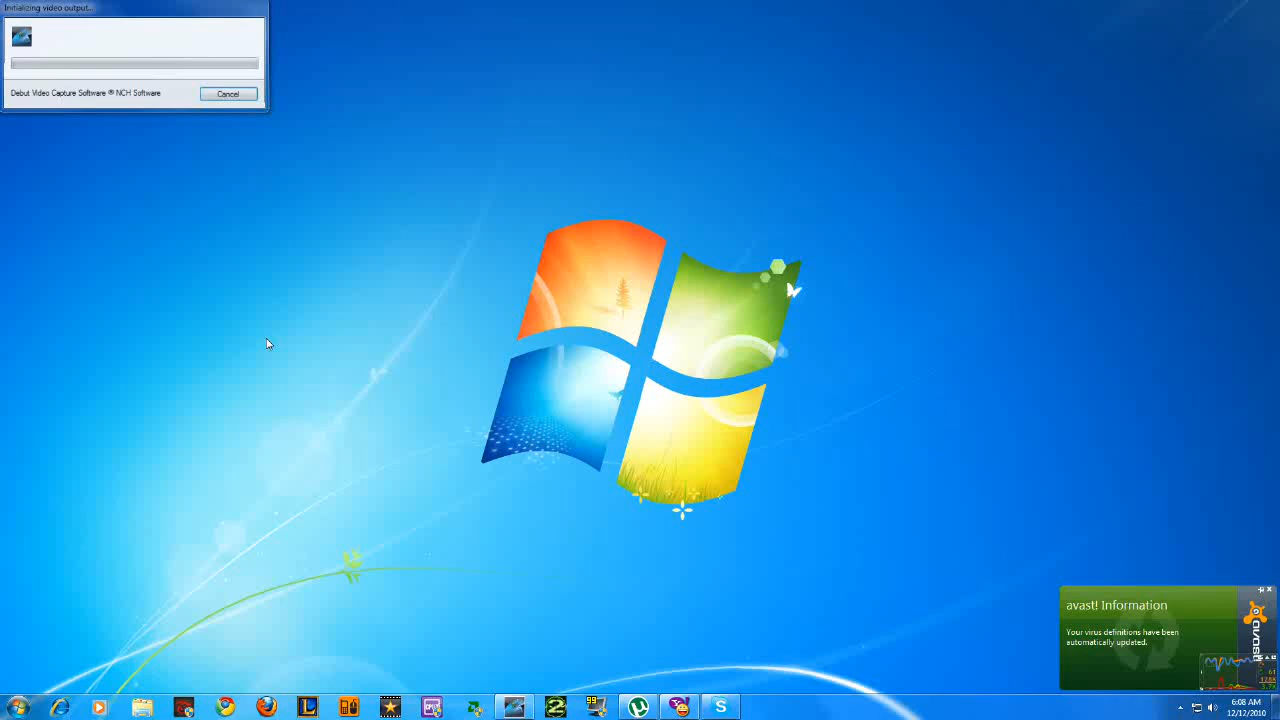 Initializing video output...
Debut Video Capture Software ® NCH Software
Cancel
avast! Information
Your virus definitions have been
automatically updated.
avast!
99
6:08 AM
12/12/2010